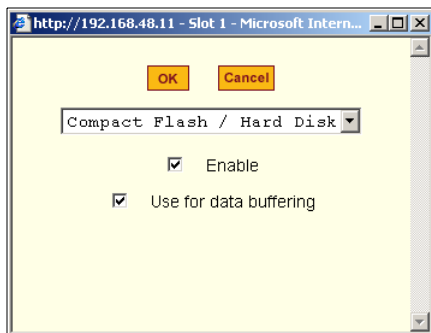 http://192.168.48.11 - Slot 1 - Microsoft Intern...
OK Cancel
Compact Flash / Hard Disk
Enable
Use for data buffering